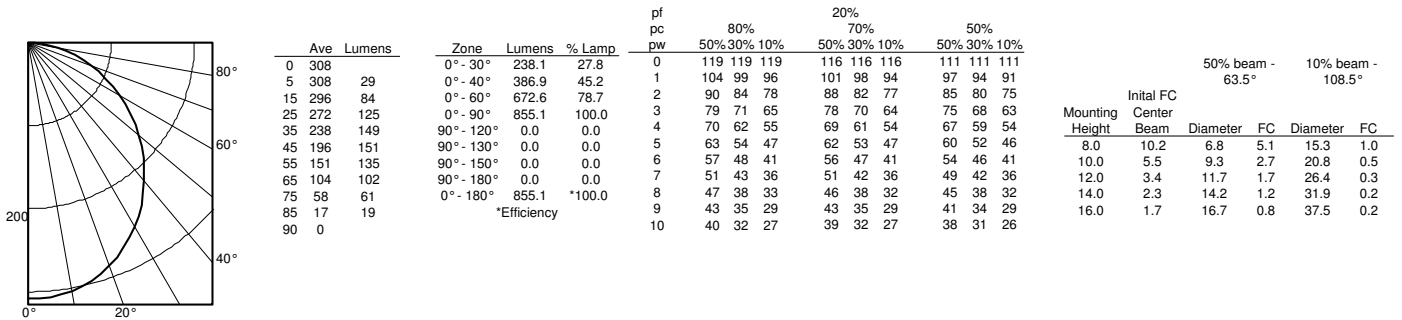 80°
60°
200
40°
0° 20°
Ave Lumens
0 308
5 308 29
15 296 84
25 272 125
35 238 149
45 196 151
55 151 135
65 104 102
75 58 61
85 17 19
90 0
Zone Lumens % Lamp
0° - 30° 238.1 27.8
0° - 40° 386.9 45.2
0° - 60° 672.6 78.7
0° - 90° 855.1 100.0
90° - 120° 0.0 0.0
90° - 130° 0.0 0.0
90° - 150° 0.0 0.0
90° - 180° 0.0 0.0
0° - 180° 855.1 *100.0
*Efficiency
pf 20%
pc 80% 70% 50%
pw 50% 30% 10% 50% 30% 10% 50% 30% 10%
0 119 119 119 116 116 116 111 111 111
1 104 99 96 101 98 94 97 94 91
2 90 84 78 88 82 77 85 80 75
3 79 71 65 78 70 64 75 68 63
4 70 62 55 69 61 54 67 59 54
5 63 54 47 62 53 47 60 52 46
6 57 48 41 56 47 41 54 46 41
7 51 43 36 51 42 36 49 42 36
8 47 38 33 46 38 32 45 38 32
9 43 35 29 43 35 29 41 34 29
10 40 32 27 39 32 27 38 31 26
50% beam - 10% beam -
63.5° 108.5°
Inital FC
Mounting Center
Height Beam Diameter FC Diameter FC
8.0 10.2 6.8 5.1 15.3 1.0
10.0 5.5 9.3 2.7 20.8 0.5
12.0 3.4 11.7 1.7 26.4 0.3
14.0 2.3 14.2 1.2 31.9 0.2
16.0 1.7 16.7 0.8 37.5 0.2